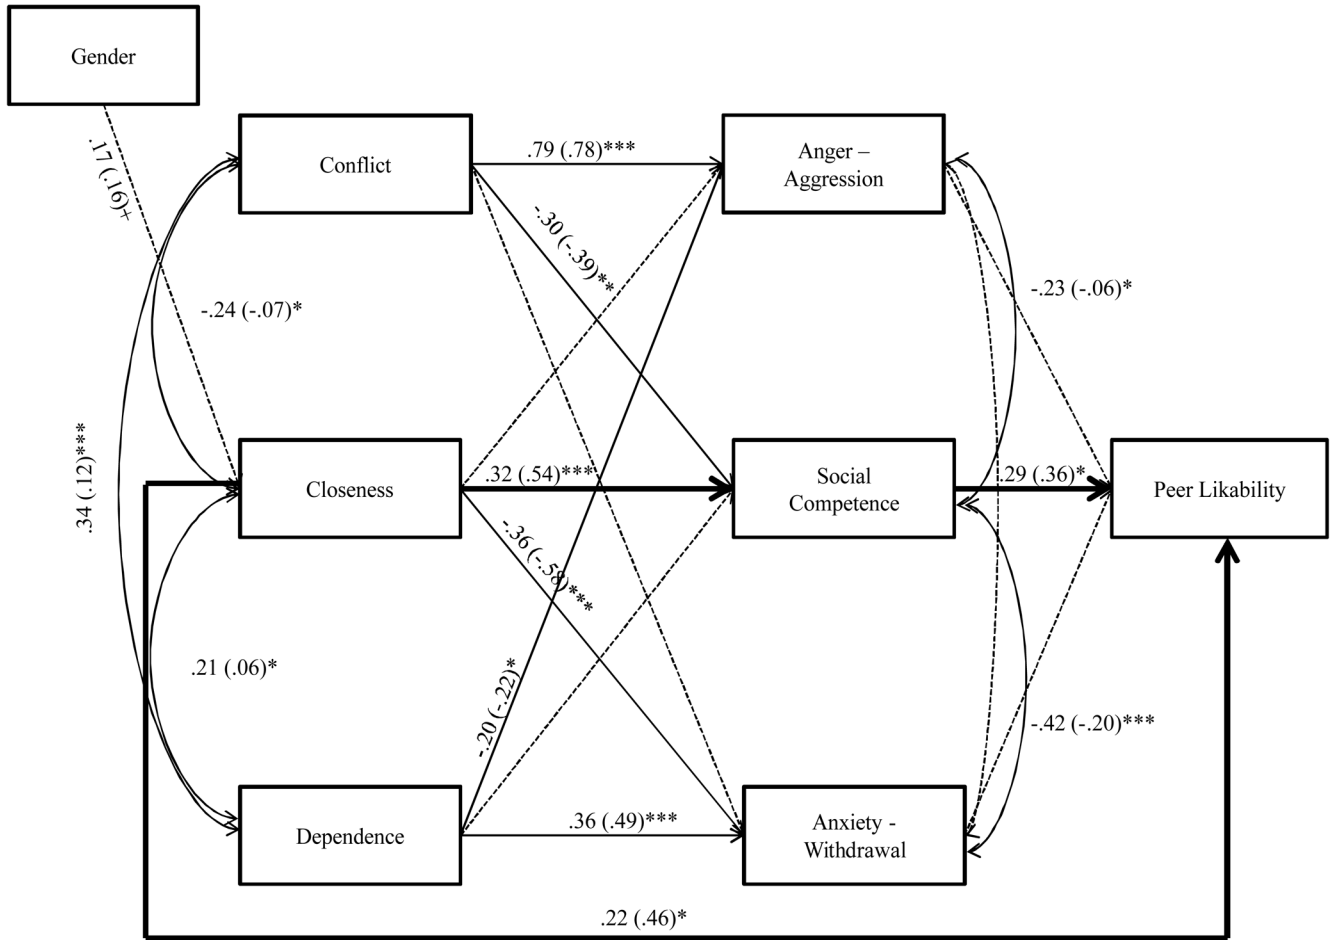 Gender
.17 (.16)+
Conflict
.79 (.78)***
Anger –
Aggression
-.30 (-.39)**
-.24 (-.07)*
-.23 (-.06)*
.34 (.12)***
Closeness
.32 (.54)***
Social
Competence
.29 (.36)*
Peer Likability
-.36 (-.58)***
.21 (.06)*
-.20 (-.22)*
-.42 (-.20)***
Dependence
.36 (.49)***
Anxiety -
Withdrawal
.22 (.46)*